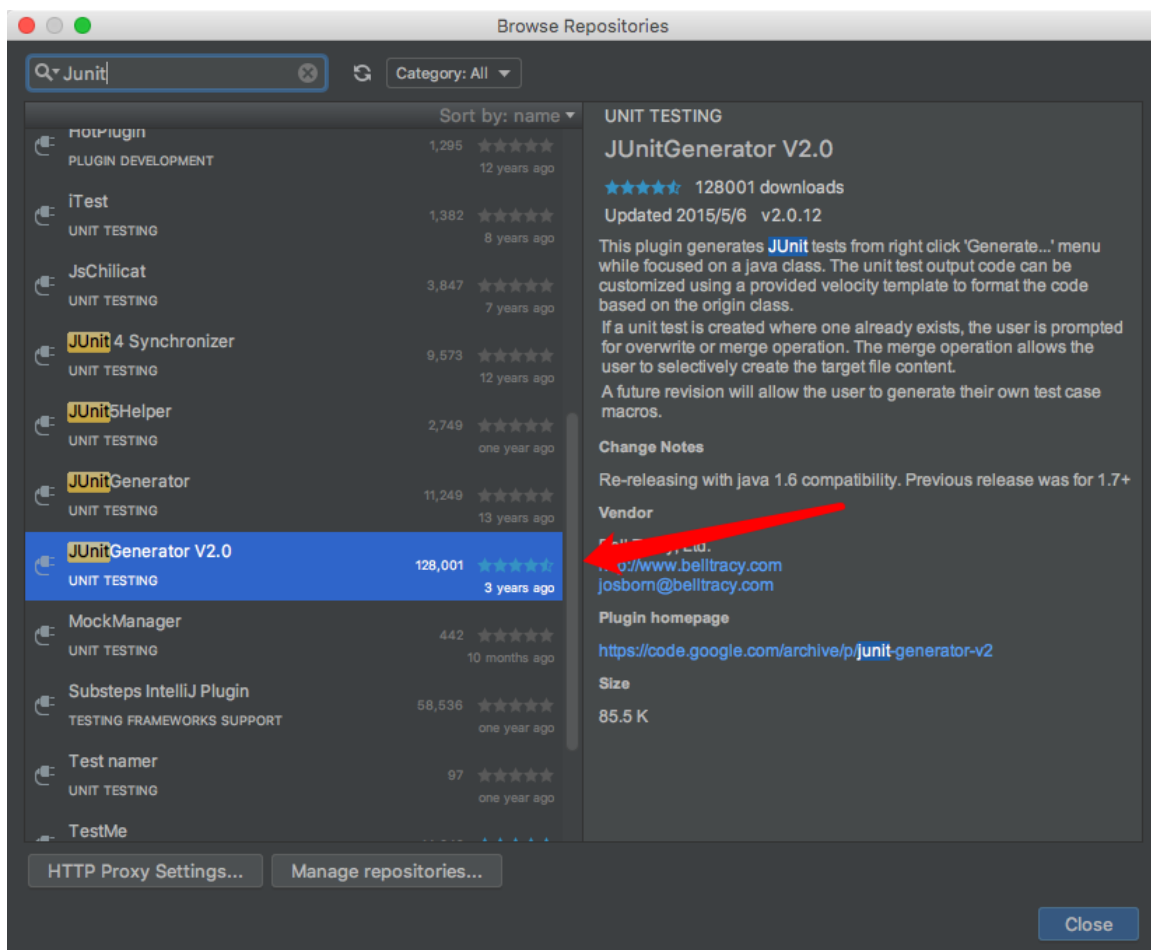 Browse Repositories
Junit
Category: All
Sort by: name
HotPlugin
1,295
PLUGIN DEVELOPMENT
12 years ago
iTest
1,382
UNIT TESTING
8 years ago
JsChilicat
3,847
UNIT TESTING
7 years ago
JUnit 4 Synchronizer
9,573
UNIT TESTING
12 years ago
JUnit5Helper
2,749
UNIT TESTING
one year ago
JUnitGenerator
11,249
UNIT TESTING
13 years ago
JUnitGenerator V2.0
128,001
UNIT TESTING
3 years ago
MockManager
442
UNIT TESTING
10 months ago
Substeps IntelliJ Plugin
58,536
TESTING FRAMEWORKS SUPPORT
one year ago
Test namer
97
UNIT TESTING
one year ago
TestMe
UNIT TESTING
JUnitGenerator V2.0
128001 downloads
Updated 2015/5/6 v2.0.12
This plugin generates JUnit tests from right click 'Generate...' menu
while focused on a java class. The unit test output code can be
customized using a provided velocity template to format the code
based on the origin class.
If a unit test is created where one already exists, the user is prompted
for overwrite or merge operation. The merge operation allows the
user to selectively create the target file content.
A future revision will allow the user to generate their own test case
macros.
Change Notes
Re-releasing with java 1.6 compatibility. Previous release was for 1.7+
Vendor
Ltd.
www.belltracy.com
josborn@belltracy.com
Plugin homepage
https://code.google.com/archive/p/junit-generator-v2
Size
85.5 K
HTTP Proxy Settings...
Manage repositories...
Close